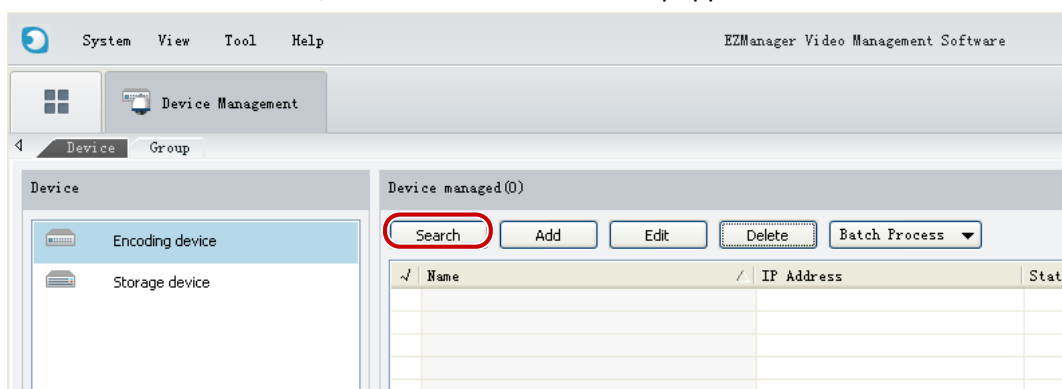 System View Tool Help EZManager Video Management Software
Device Management
Device Group
Device Device managed(0)
Search Add Edit Delete Batch Process
Encoding device
Storage device
Name IP Address Stat